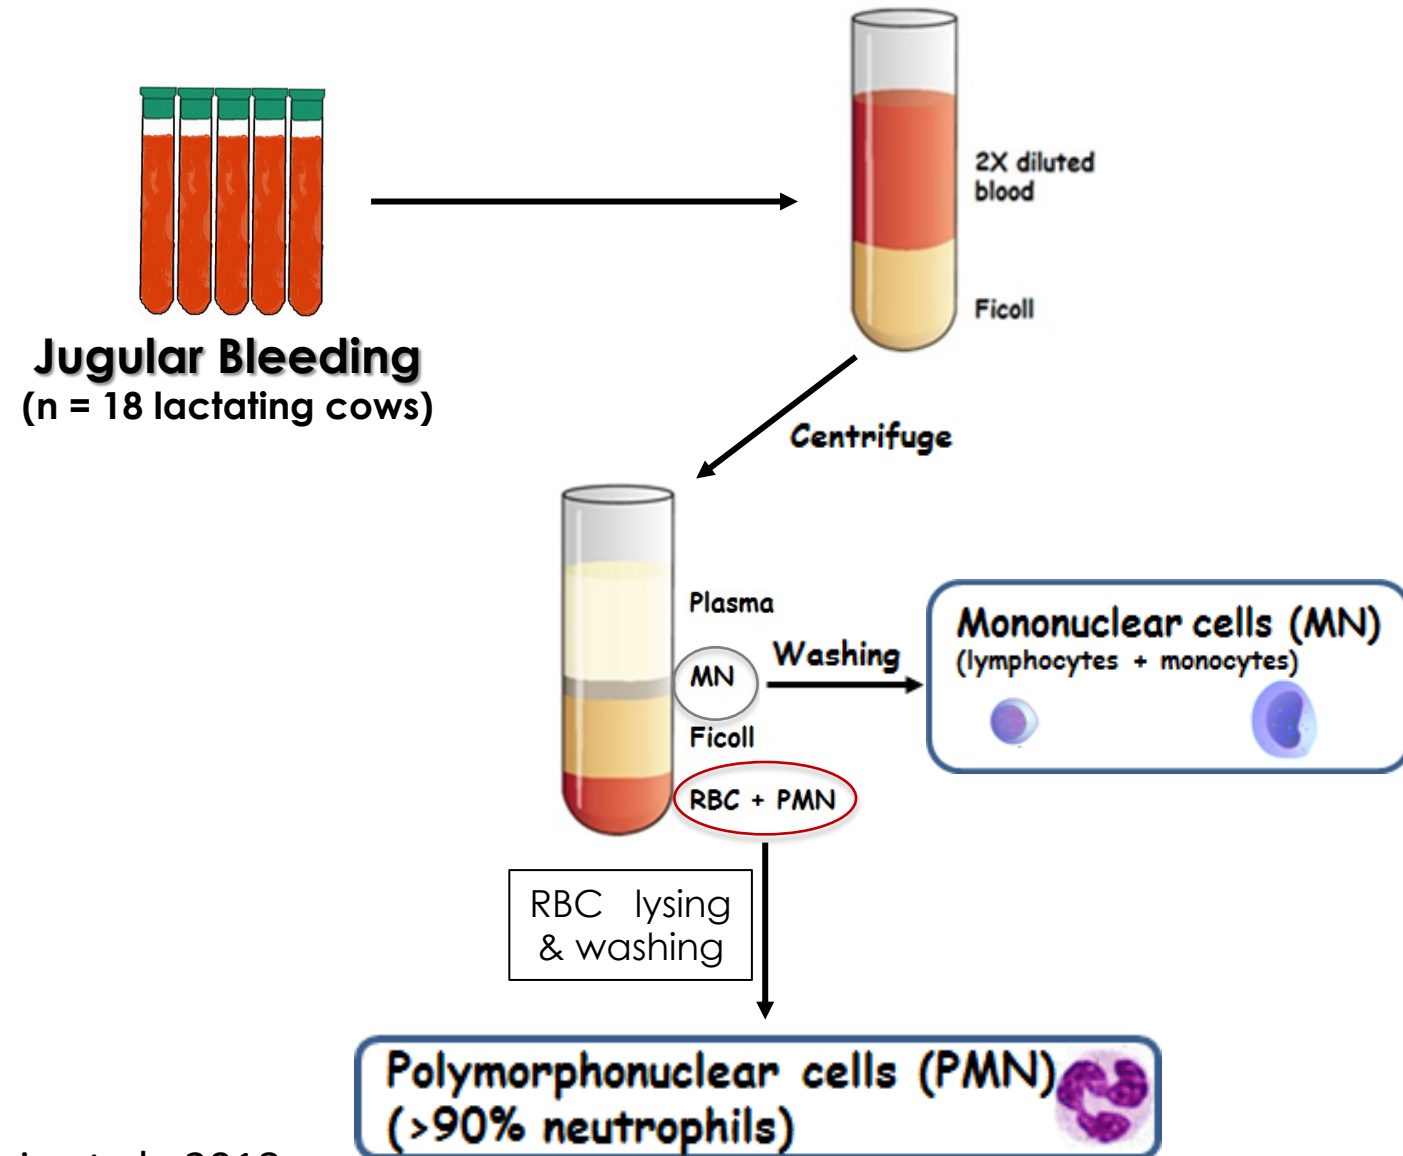 2X diluted
blood
Ficoll
Jugular Bleeding
(n = 18 lactating cows)
Centrifuge
Plasma
MN
Washing
Mononuclear cells (MN)
(lymphocytes + monocytes)
Ficoll
RBC + PMN
RBC lysing
& washing
Polymorphonuclear cells (PMN)
(>90% neutrophils)